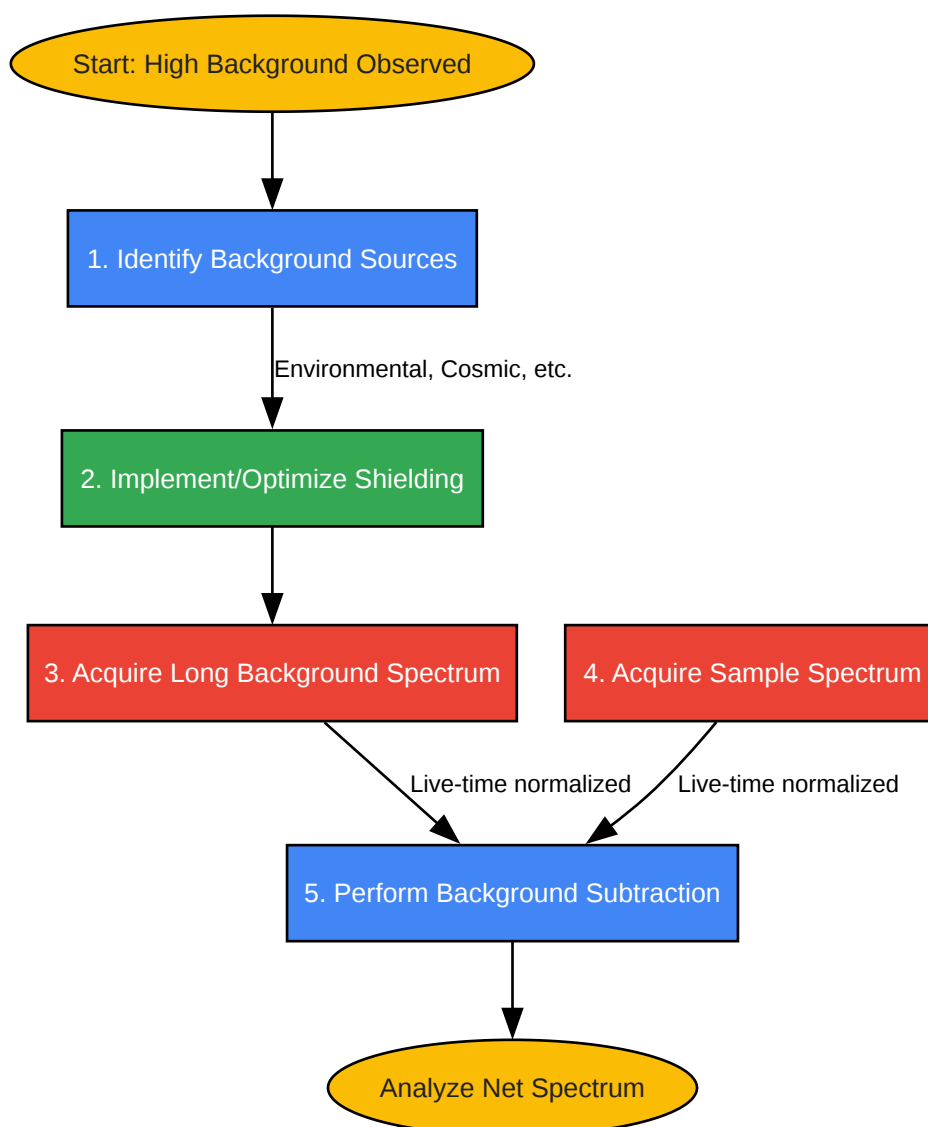 Start: High Background Observed
1. Identify Background Sources
Environmental, Cosmic, etc.
2. Implement/Optimize Shielding
3. Acquire Long Background Spectrum
4. Acquire Sample Spectrum
Live-time normalized
Live-time normalized
5. Perform Background Subtraction
Analyze Net Spectrum